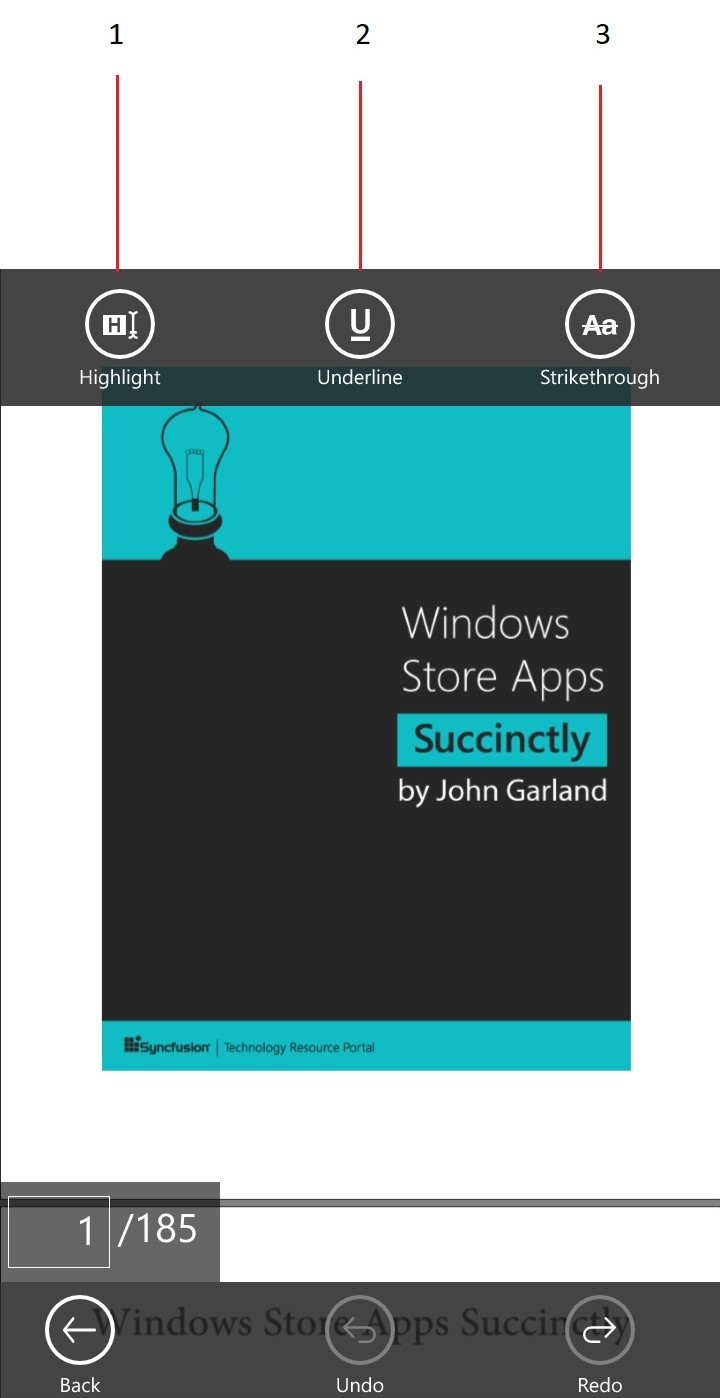 1 2 3
H U Aa
Highlight Underline Strikethrough
Windows
Store Apps
Succinctly
by John Garland
Syncfusion | Technology Resource Portal
1 /185
Windows Store Apps Succinctly
Back Undo Redo